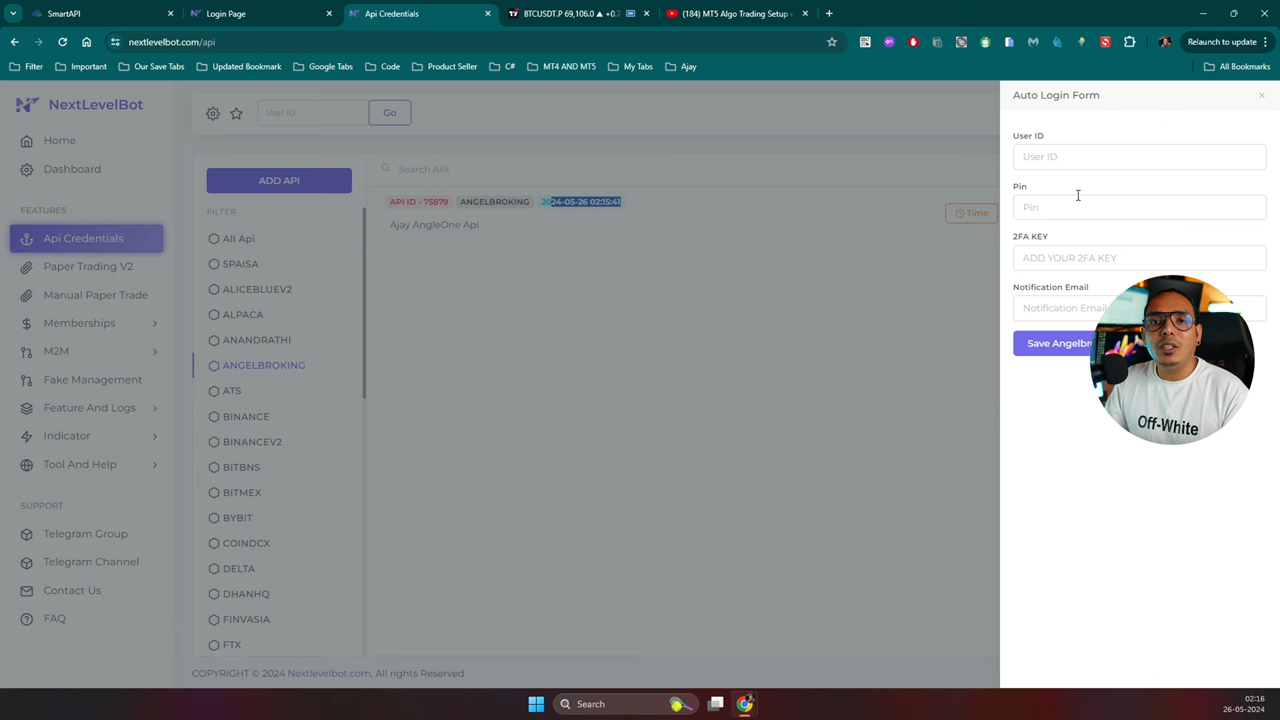 SmartAPI
Login Page
Api Credentials
BTCUSDT.P 69,106.0 ▲ +0.
(184) MT5 Algo Trading Setup
nextlevelbot.com/api
Relaunch to update
Filter
Important
Our Save Tabs
Updated Bookmark
Google Tabs
Code
Product Seller
C#
MT4 AND MT5
My Tabs
Ajay
All Bookmarks
NextLevelBot
Home
Dashboard
FEATURES
Api Credentials
Paper Trading V2
Manual Paper Trade
Memberships
M2M
Fake Management
Feature And Logs
Indicator
Tool And Help
SUPPORT
Telegram Group
Telegram Channel
Contact Us
FAQ
User ID
Go
ADD API
FILTER
All Api
5PAISA
ALICEBLUEV2
ALPACA
ANANDRATHI
ANGELBROKING
ATS
BINANCE
BINANCEV2
BITBNS
BITMEX
BYBIT
COINDCX
DELTA
DHANHQ
FINVASIA
FTX
Search API
API ID - 75879
ANGELBROKING
2024-05-26 02:15:41
Ajay AngleOne Api
Time
COPYRIGHT © 2024 Nextlevelbot.com, All rights Reserved
Auto Login Form
×
User ID
User ID
Pin
Pin
2FA KEY
ADD YOUR 2FA KEY
Notification Email
Notification Email
Save Angelbr
Off-White
Search
02:16
26-05-2024